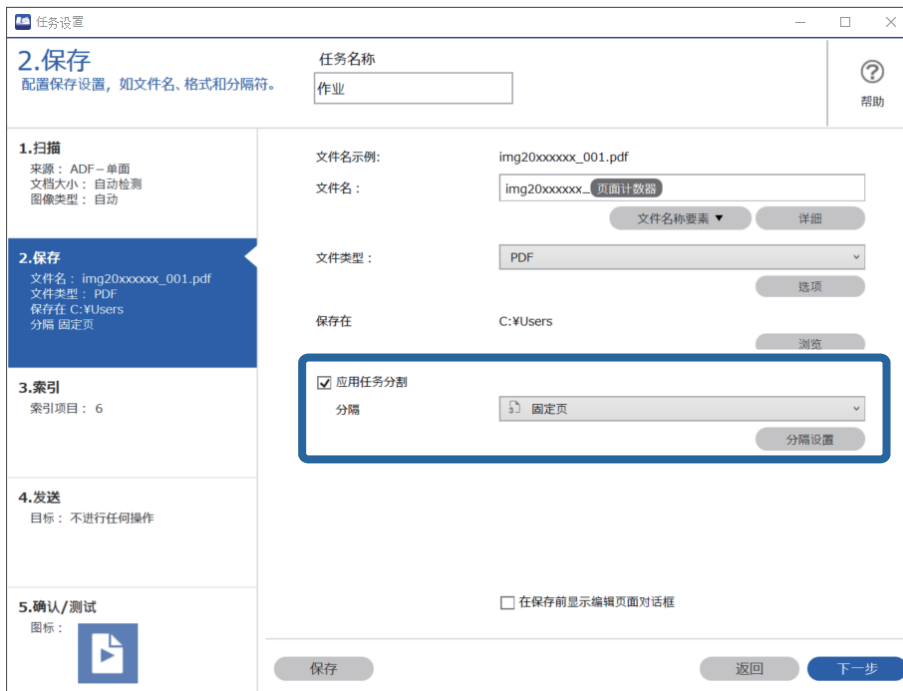 任务设置
2.保存
配置保存设置，如文件名、格式和分隔符。
任务名称
作业
帮助
1.扫描
来源： ADF－单面
文档大小： 自动检测
图像类型： 自动
2.保存
文件名： img20xxxxxx_001.pdf
文件类型： PDF
保存在 C:¥Users
分隔 固定页
3.索引
索引项目： 6
4.发送
目标： 不进行任何操作
5.确认/测试
图标：
文件名示例: img20xxxxxx_001.pdf
文件名： img20xxxxxx_ 页面计数器
文件名称要素▼ 详细
文件类型： PDF
选项
保存在 C:¥Users
浏览
应用任务分割
分隔 固定页
分隔设置
在保存前显示编辑页面对话框
保存 返回 下一步